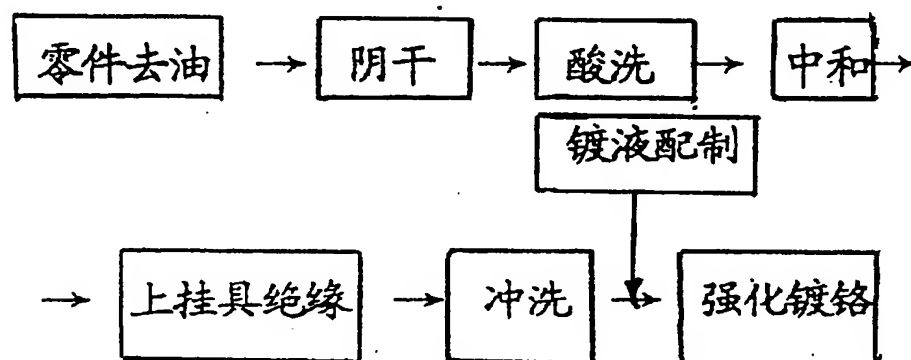 零件去油 → 阴干 → 酸洗 → 中和 →
镀液配制
→ 上挂具绝缘 → 冲洗 → 强化镀铬